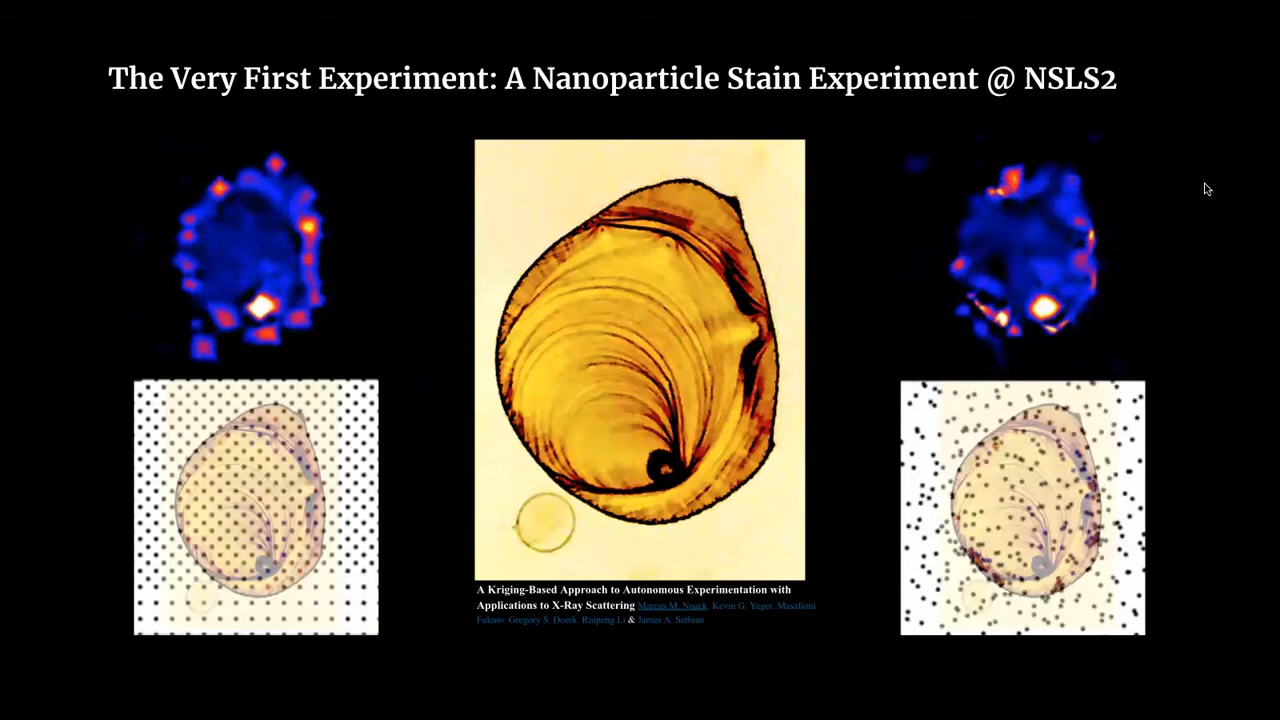 The Very First Experiment: A Nanoparticle Stain Experiment @ NSLS2
A Kriging-Based Approach to Autonomous Experimentation with
Applications to X-Ray Scattering Marcus M. Noack, Kevin G. Yager, Masafumi
Fukuto, Gregory S. Doerk, Ruipeng Li & James A. Sethian